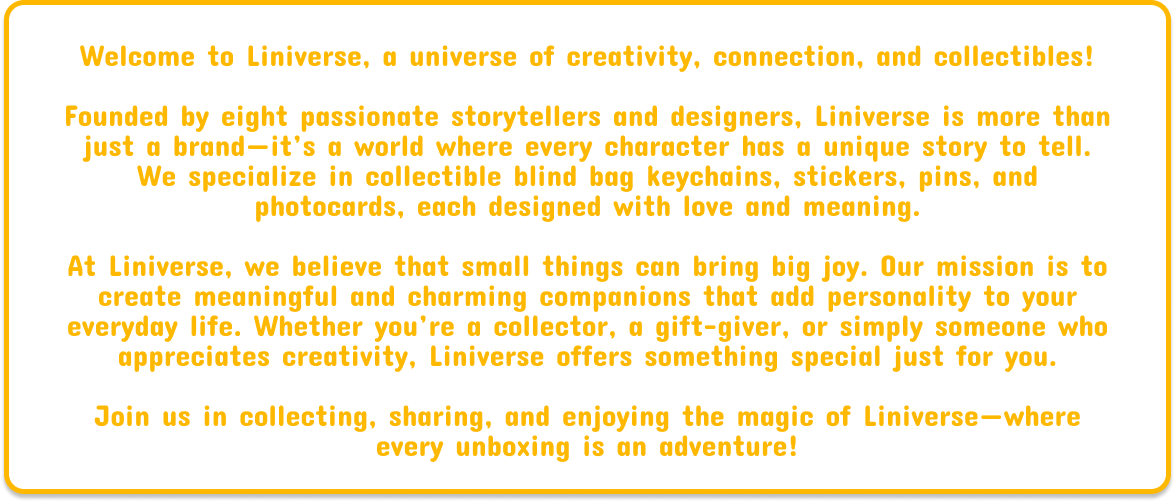 Welcome to Liniverse, a universe of creativity, connection, and collectibles!
Founded by eight passionate storytellers and designers, Liniverse is more than
just a brand—it's a world where every character has a unique story to tell.
We specialize in collectible blind bag keychains, stickers, pins, and
photocards, each designed with love and meaning.
At Liniverse, we believe that small things can bring big joy. Our mission is to
create meaningful and charming companions that add personality to your
everyday life. Whether you're a collector, a gift-giver, or simply someone who
appreciates creativity, Liniverse offers something special just for you.
Join us in collecting, sharing, and enjoying the magic of Liniverse—where
every unboxing is an adventure!